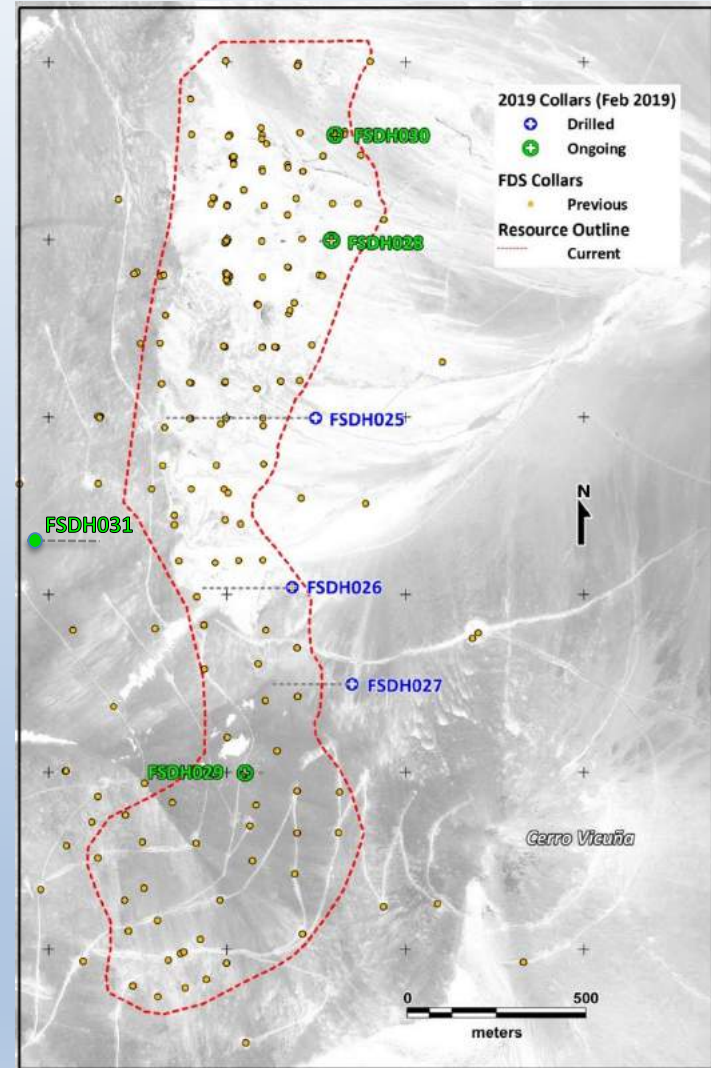 2019 Collars (Feb 2019)
Drilled
Ongoing
FDS Collars
Previous
Resource Outline
Current
FSDH030
FSDH028
FSDH025
N
FSDH031
FSDH026
FSDH027
FSDH029
Cerro Vicuña
0 500
meters